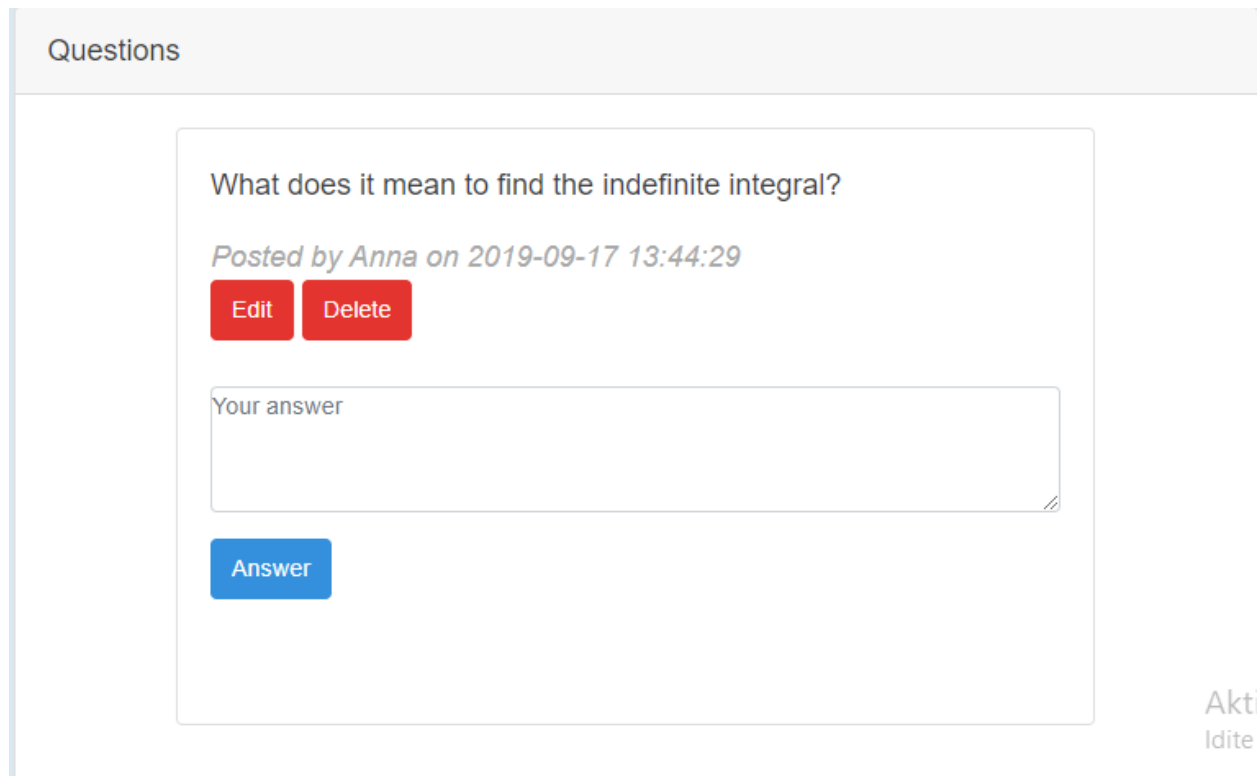 Questions
What does it mean to find the indefinite integral?
Posted by Anna on 2019-09-17 13:44:29
Edit Delete
Your answer
Answer
Akti
Idite